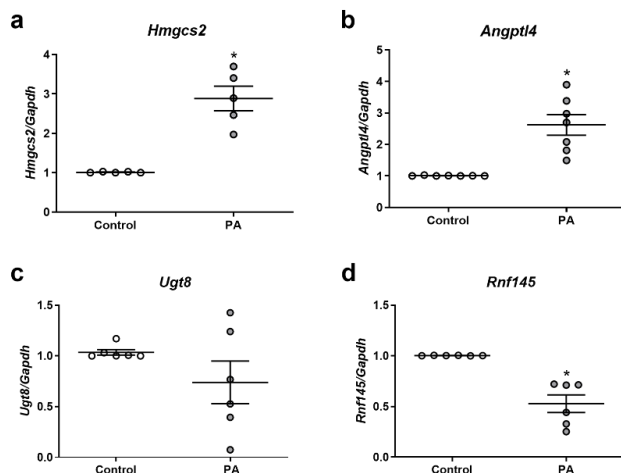 a
Hmgcs2
Hmgcs2/Gapdh
5
4
3
2
1
0
*
Control
PA
b
Angptl4
Angptl4/Gapdh
5
4
3
2
1
0
*
Control
PA
c
Ugt8
Ugt8/Gapdh
1.5
1.0
0.5
0.0
Control
PA
d
Rnf145
Rnf145/Gapdh
1.5
1.0
0.5
0.0
*
Control
PA